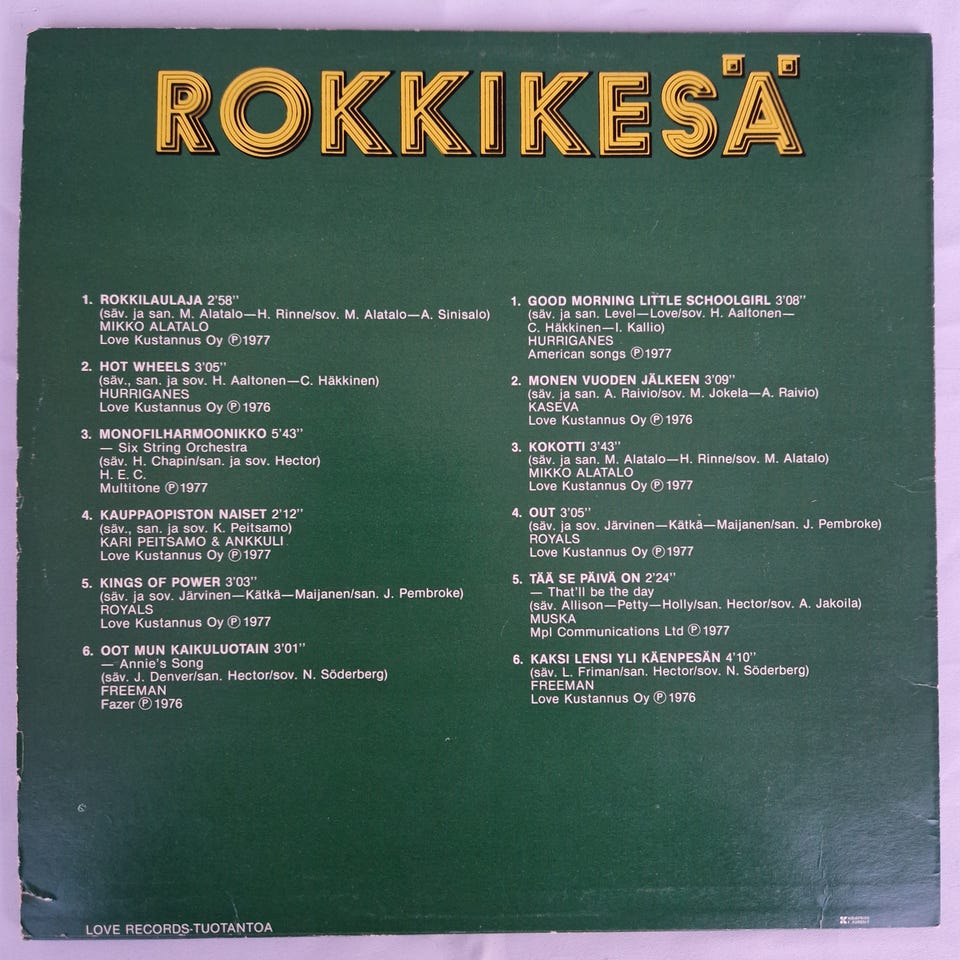 ROKKIKESÄ
1. ROKKILAULAJA 2'58''
(säv. ja san. M. Alatalo—H. Rinne/sov. M. Alatalo—A. Sinisalo)
MIKKO ALATALO
Love Kustannus Oy Ⓟ1977
2. HOT WHEELS 3'05''
(säv., san. ja sov. H. Aaltonen—C. Häkkinen)
HURRIGANES
Love Kustannus Oy Ⓟ 1976
3. MONOFILHARMOONIKKO 5'43''
— Six String Orchestra
(säv. H. Chapin/san. ja sov. Hector)
H. E. C.
Multitone Ⓟ1977
4. KAUPPAOPISTON NAISET 2'12''
(säv., san. ja sov. K. Peitsamo)
KARI PEITSAMO & ANKKULI
Love Kustannus Oy Ⓟ1977
5. KINGS OF POWER 3'03''
(säv. ja sov. Järvinen—Kätkä—Maijanen/san. J. Pembroke)
ROYALS
Love Kustannus Oy Ⓟ1977
6. OOT MUN KAIKULUOTAIN 3'01''
— Annie's Song
(säv. J. Denver/san. Hector/sov. N. Söderberg)
FREEMAN
Fazer Ⓟ1976
1. GOOD MORNING LITTLE SCHOOLGIRL 3'08''
(säv. ja san. Level—Love/sov. H. Aaltonen—
C. Häkkinen—I. Kallio)
HURRIGANES
American songs Ⓟ1977
2. MONEN VUODEN JÄLKEEN 3'09''
(säv. ja san. A. Raivio/sov. M. Jokela—A. Raivio)
KASEVA
Love Kustannus Oy Ⓟ 1976
3. KOKOTTI 3'43''
(säv. ja san. M. Alatalo—H. Rinne/sov. M. Alatalo)
MIKKO ALATALO
Love Kustannus Oy Ⓟ 1977
4. OUT 3'05''
(säv. ja sov. Järvinen—Kätkä—Maijanen/san. J. Pembroke)
ROYALS
Love Kustannus Oy Ⓟ 1977
5. TÄÄ SE PÄIVÄ ON 2'24''
— That'll be the day
(säv. Allison—Petty—Holly/san. Hector/sov. A. Jakoila)
MUSKA
Mpl Communications Ltd Ⓟ1977
6. KAKSI LENSI YLI KÄENPESÄN 4'10''
(säv. L. Friman/san. Hector/sov. N. Söderberg)
FREEMAN
Love Kustannus Oy Ⓟ 1976
LOVE RECORDS-TUOTANTOA